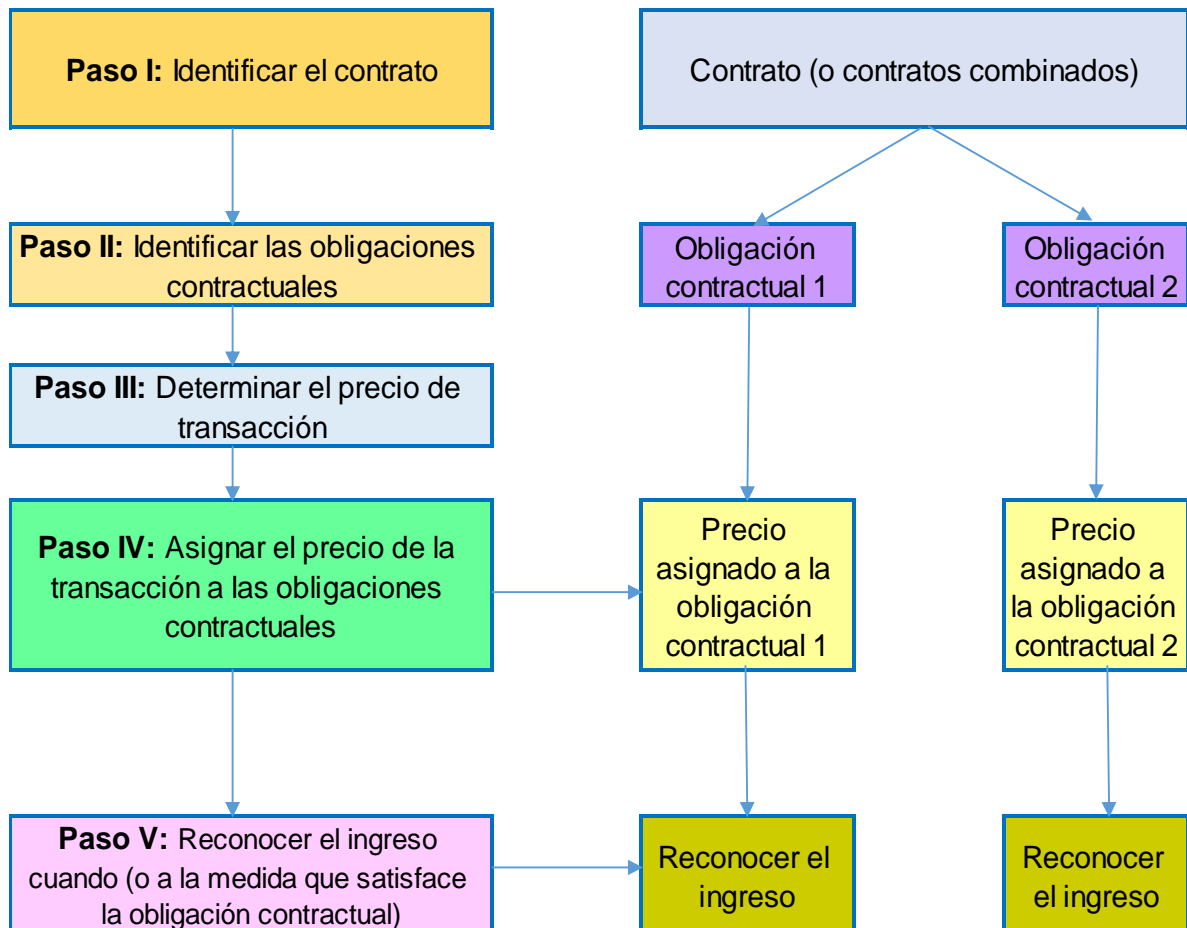 Paso I: Identificar el contrato
Contrato (o contratos combinados)
Paso II: Identificar las obligaciones
contractuales
Obligación
contractual 1
Obligación
contractual 2
Paso III: Determinar el precio de
transacción
Paso IV: Asignar el precio de la
transacción a las obligaciones
contractuales
Precio
asignado a la
obligación
contractual 1
Precio
asignado a
la obligación
contractual 2
Paso V: Reconocer el ingreso
cuando (o a la medida que satisface
la obligación contractual)
Reconocer el
ingreso
Reconocer
el ingreso